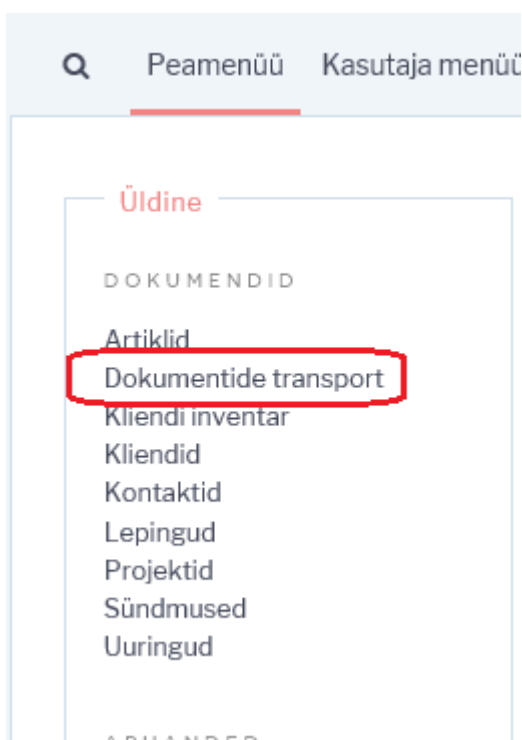 Peamenüü Kasutaja menüü
Üldine
DOKUMENDID
Artiklid
Dokumentide transport
Kliendi inventar
Kliendid
Kontaktid
Lepingud
Projektid
Sündmused
Uuringud